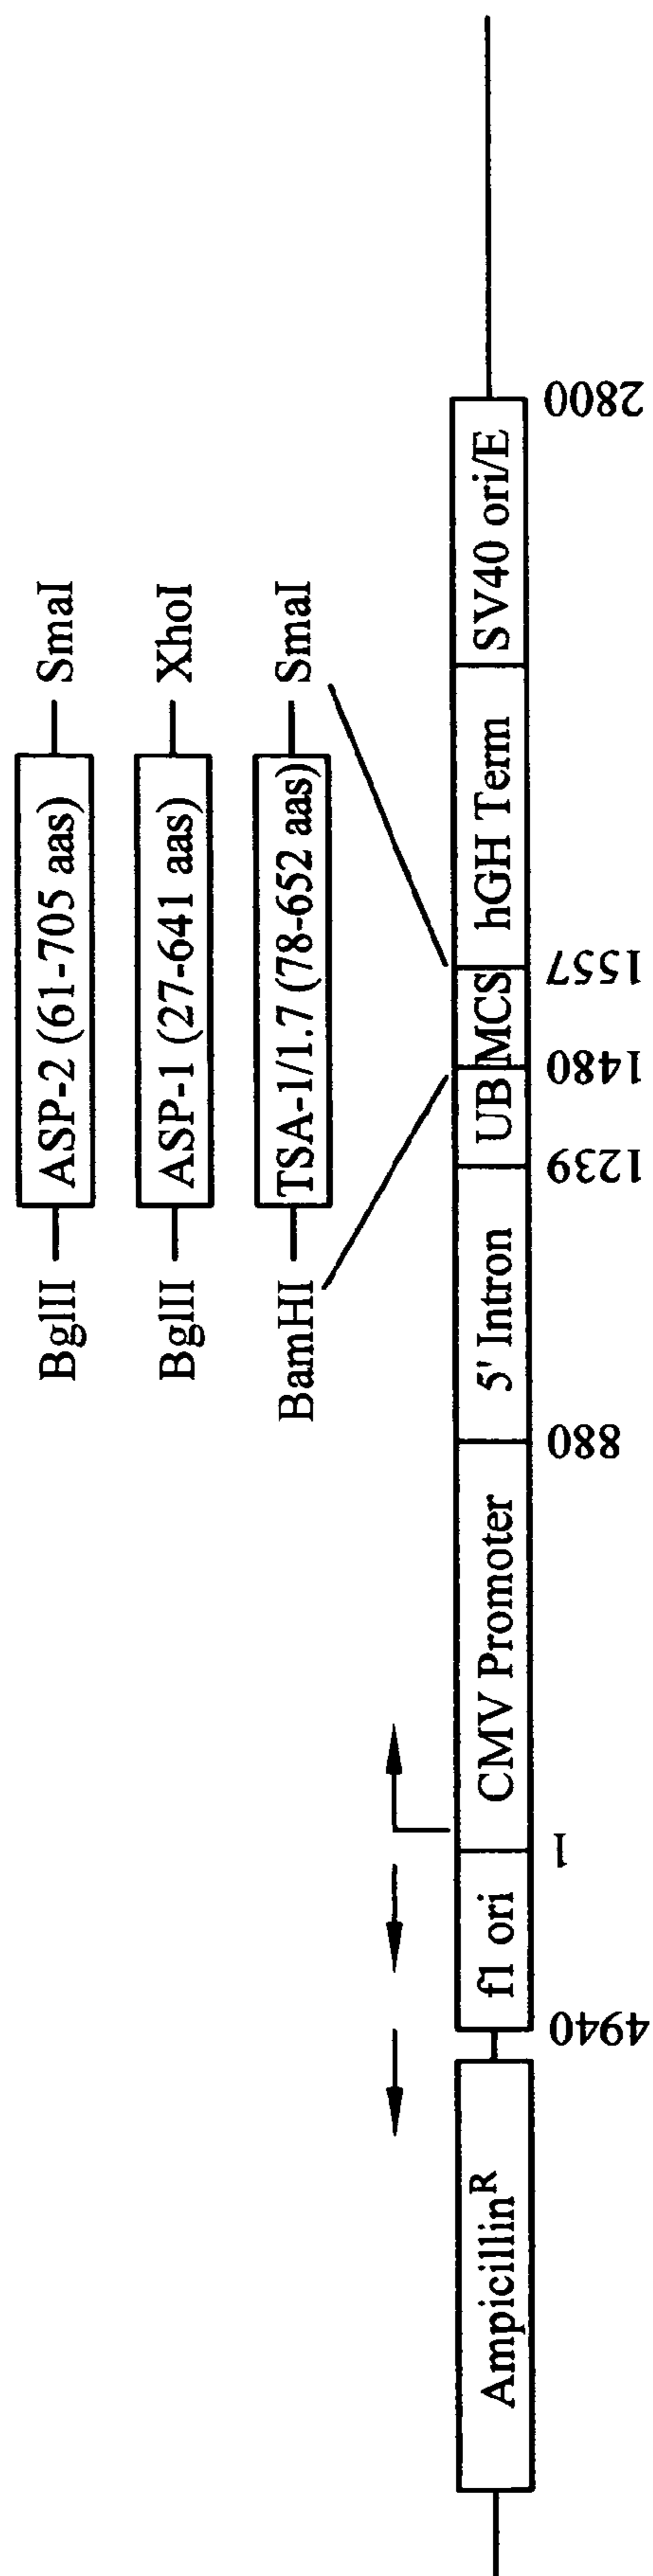 BglII ASP-2 (61-705 aas) SmaI
BglII ASP-1 (27-641 aas) XhoI
BamHI TSA-1/1.7 (78-652 aas) SmaI
Ampicillin^R f1 ori CMV Promoter 5' Intron UB MCS hGH Term SV40 ori/E
4940 1 880 1239 1480 1557 2800